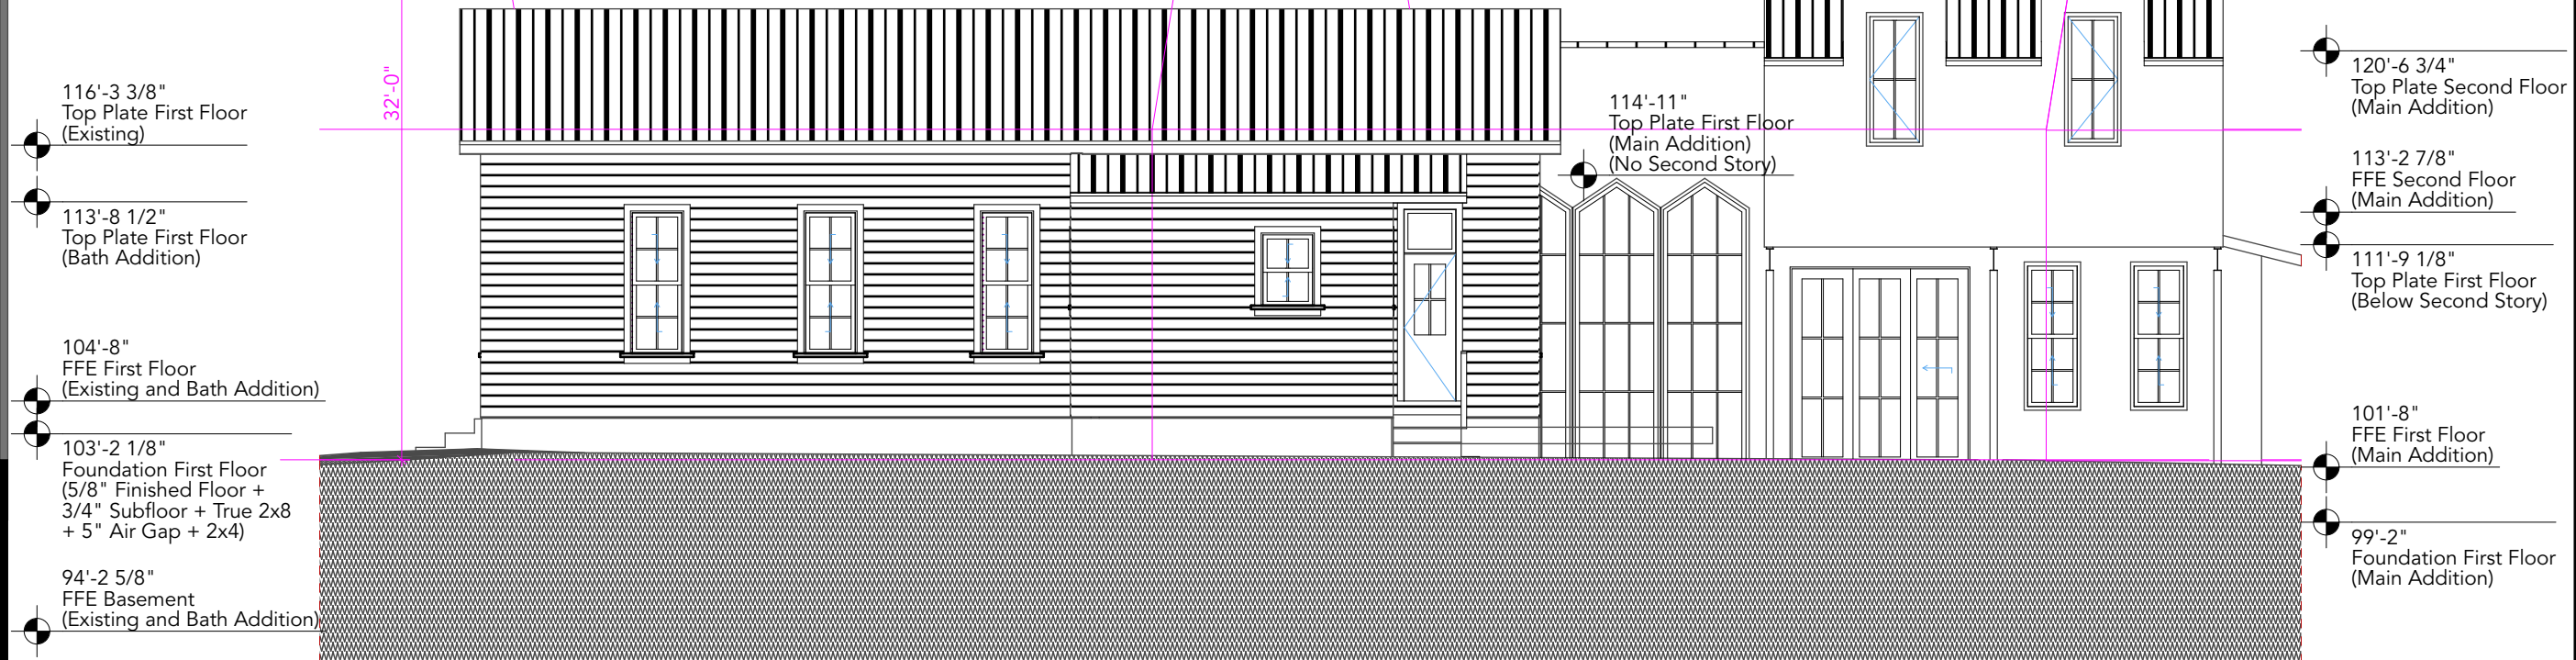 116'-3 3/8"
Top Plate First Floor
(Existing)
113'-8 1/2"
Top Plate First Floor
(Bath Addition)
104'-8"
FFE First Floor
(Existing and Bath Addition)
103'-2 1/8"
Foundation First Floor
(5/8" Finished Floor +
3/4" Subfloor + True 2x8
+ 5" Air Gap + 2x4)
94'-2 5/8"
FFE Basement
(Existing and Bath Addition)
32'-0"
114'-11"
Top Plate First Floor
(Main Addition)
(No Second Story)
120'-6 3/4"
Top Plate Second Floor
(Main Addition)
113'-2 7/8"
FFE Second Floor
(Main Addition)
111'-9 1/8"
Top Plate First Floor
(Below Second Story)
101'-8"
FFE First Floor
(Main Addition)
99'-2"
Foundation First Floor
(Main Addition)